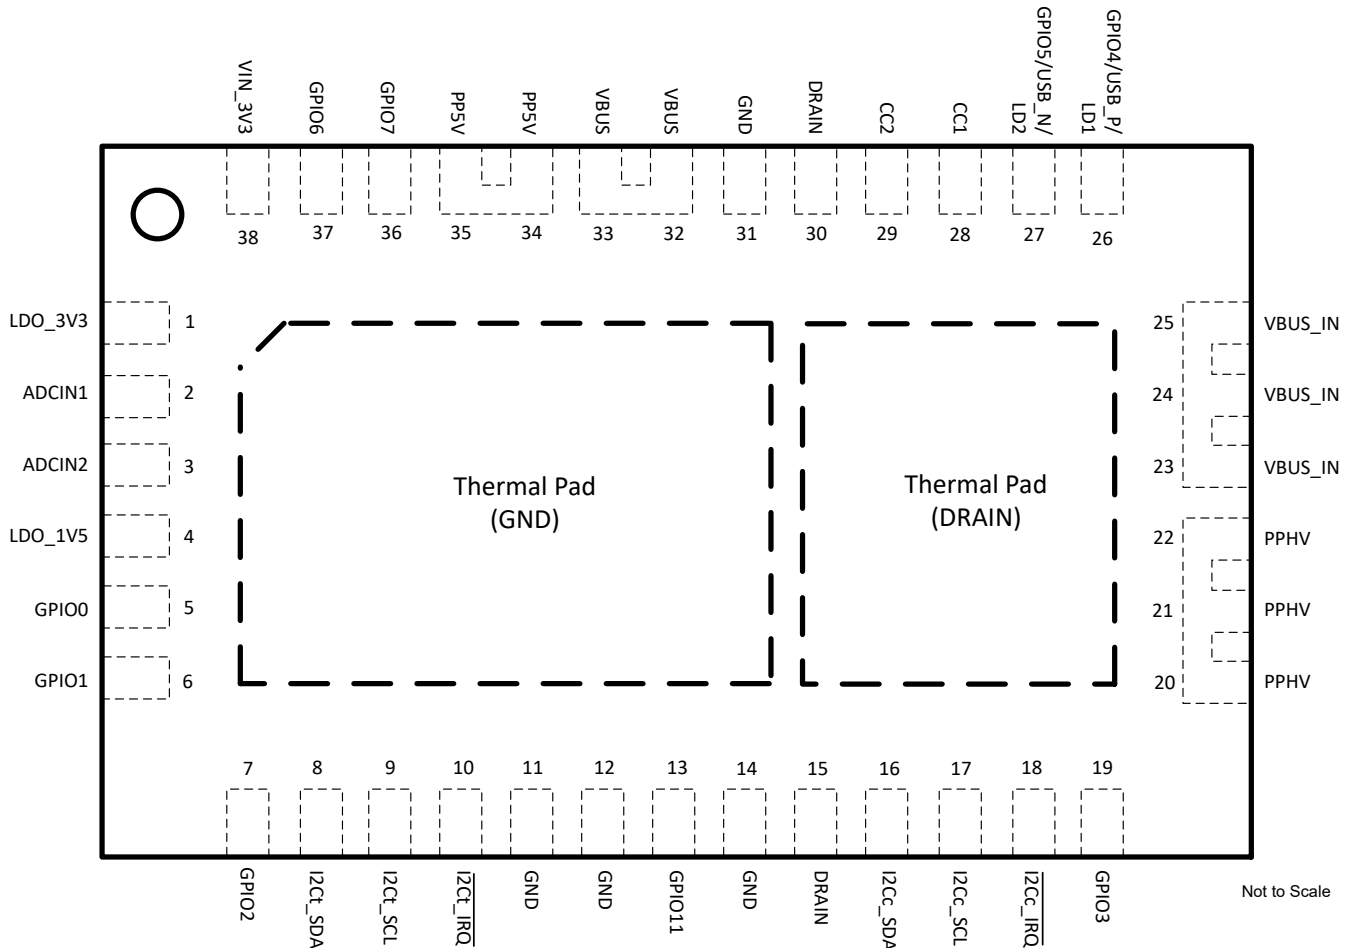 VIN_3V3
GPIO6
GPIO7
PP5V
PP5V
VBUS
VBUS
GND
DRAIN
CC2
CC1
GPIO5/USB_N/
LD2
GPIO4/USB_P/
LD1
38
37
36
35
34
33
32
31
30
29
28
27
26
LDO_3V3
1
ADCIN1
2
ADCIN2
3
LDO_1V5
4
GPIO0
5
GPIO1
6
Thermal Pad
(GND)
Thermal Pad
(DRAIN)
25
VBUS_IN
24
VBUS_IN
23
VBUS_IN
22
PPHV
21
PPHV
20
PPHV
7
8
9
10
11
12
13
14
15
16
17
18
19
GPIO2
I2Ct_SDA
I2Ct_SCL
I2Ct_IRQ
GND
GND
GPIO11
GND
DRAIN
I2Cc_SDA
I2Cc_SCL
I2Cc_IRQ
GPIO3
Not to Scale